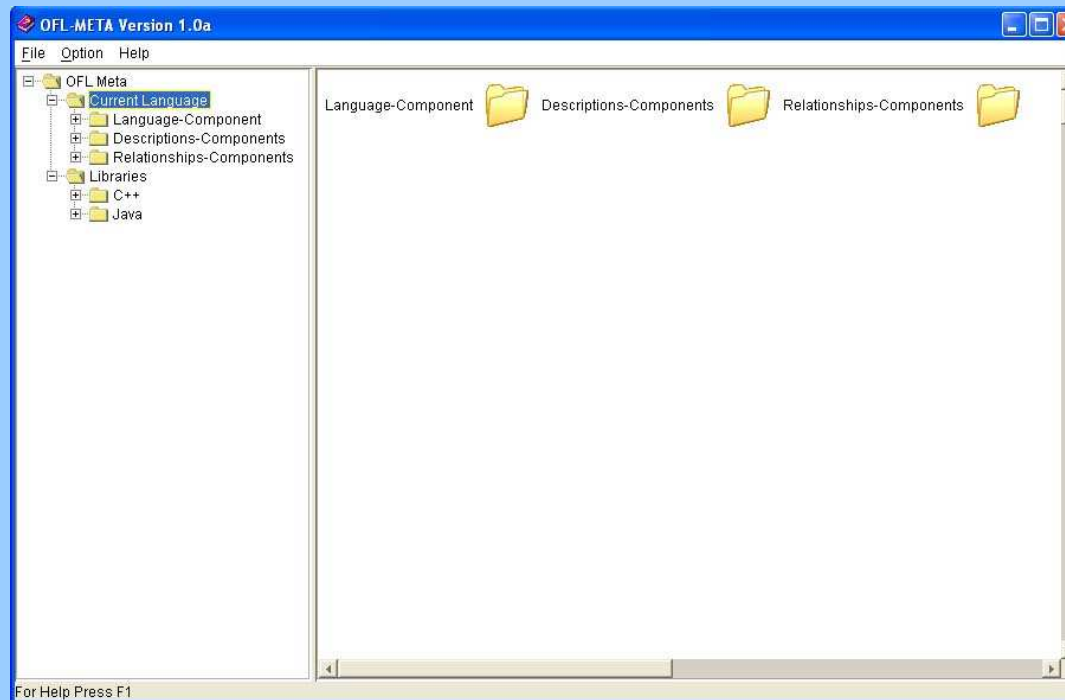 OFL-META Version 1.0a
File Option Help
OFL Meta
Current Language
Language-Component
Descriptions-Components
Relationships-Components
Libraries
C++
Java
Language-Component Descriptions-Components Relationships-Components
For Help Press F1